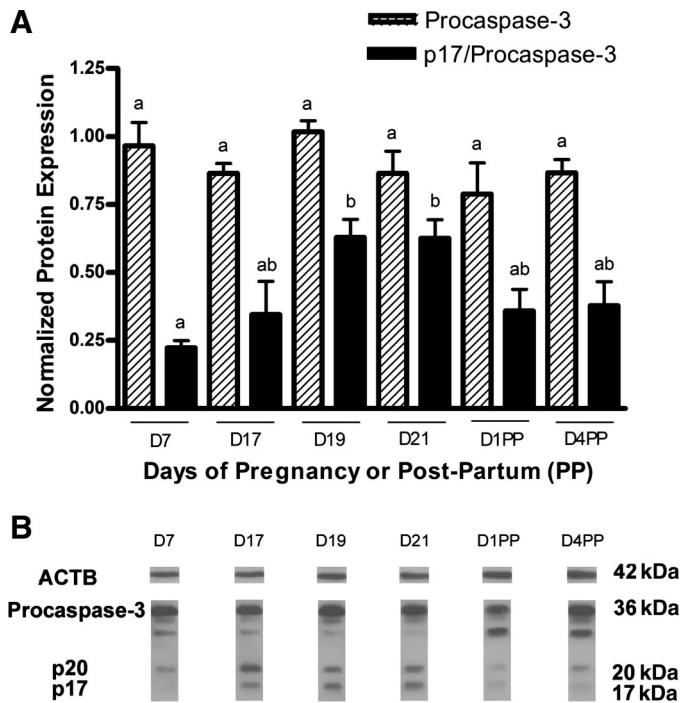 A
Procaspase-3
p17/Procaspase-3
Normalized Protein Expression
1.25
1.00
0.75
0.50
0.25
0.00
a
a
a
ab
a
b
a
b
a
ab
a
ab
D7 D17 D19 D21 D1PP D4PP
Days of Pregnancy or Post-Partum (PP)
B
D7 D17 D19 D21 D1PP D4PP
ACTB 42 kDa
Procaspase-3 36 kDa
p20 20 kDa
p17 17 kDa